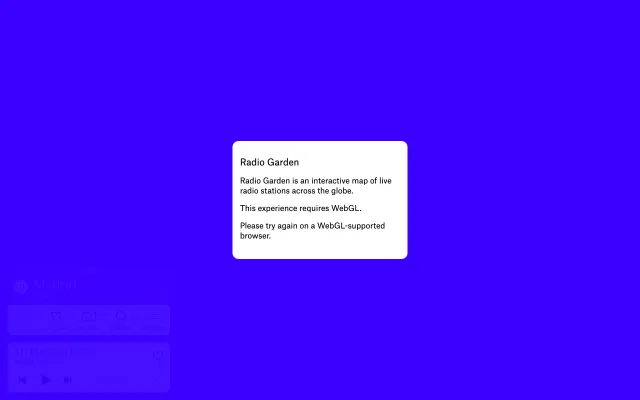 Radio Garden
Radio Garden is an interactive map of live
radio stations across the globe.
This experience requires WebGL.
Please try again on a WebGL-supported
browser.